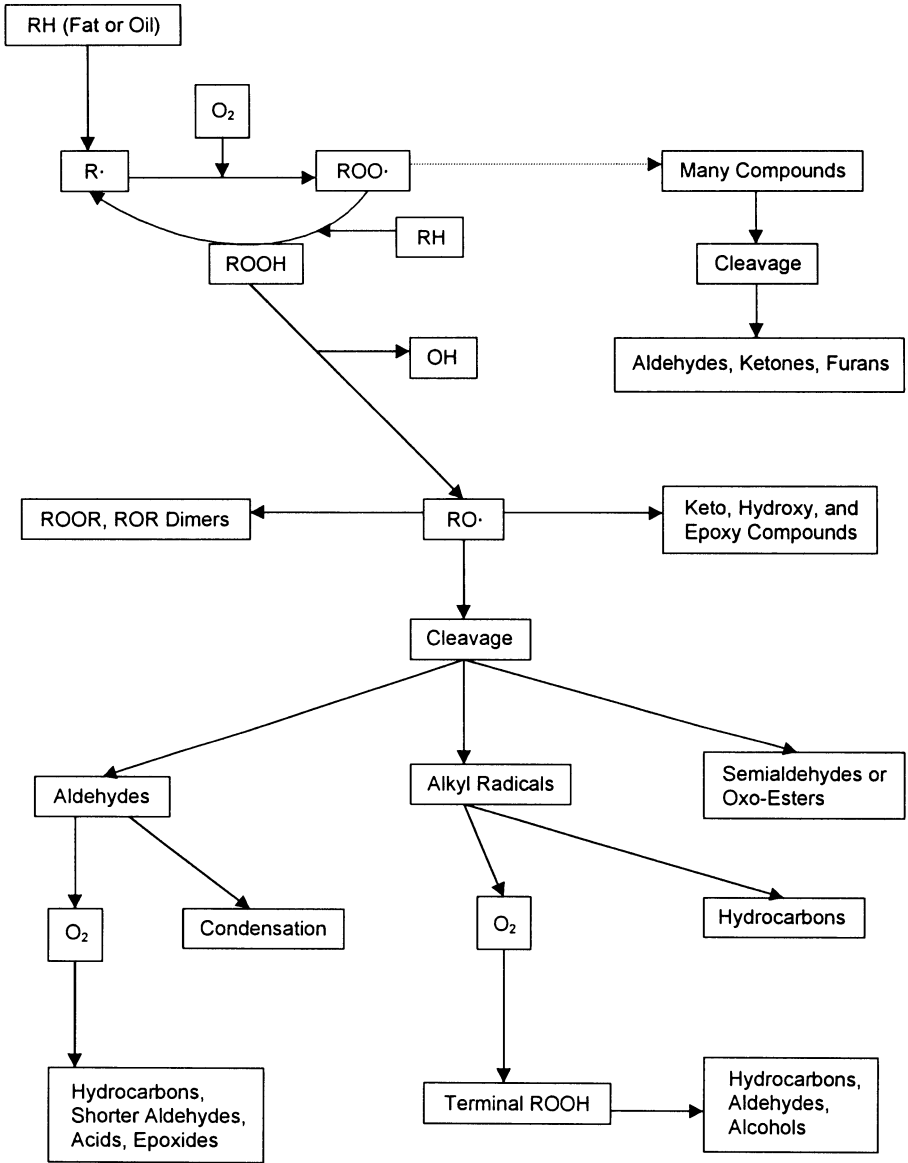 RH (Fat or Oil)
O₂
R·
ROO·
Many Compounds
RH
ROOH
Cleavage
OH
Aldehydes, Ketones, Furans
ROOR, ROR Dimers
RO·
Keto, Hydroxy, and
Epoxy Compounds
Cleavage
Aldehydes
Alkyl Radicals
Semialdehydes or
Oxo-Esters
O₂
Condensation
O₂
Hydrocarbons
Hydrocarbons,
Shorter Aldehydes,
Acids, Epoxides
Terminal ROOH
Hydrocarbons,
Aldehydes,
Alcohols